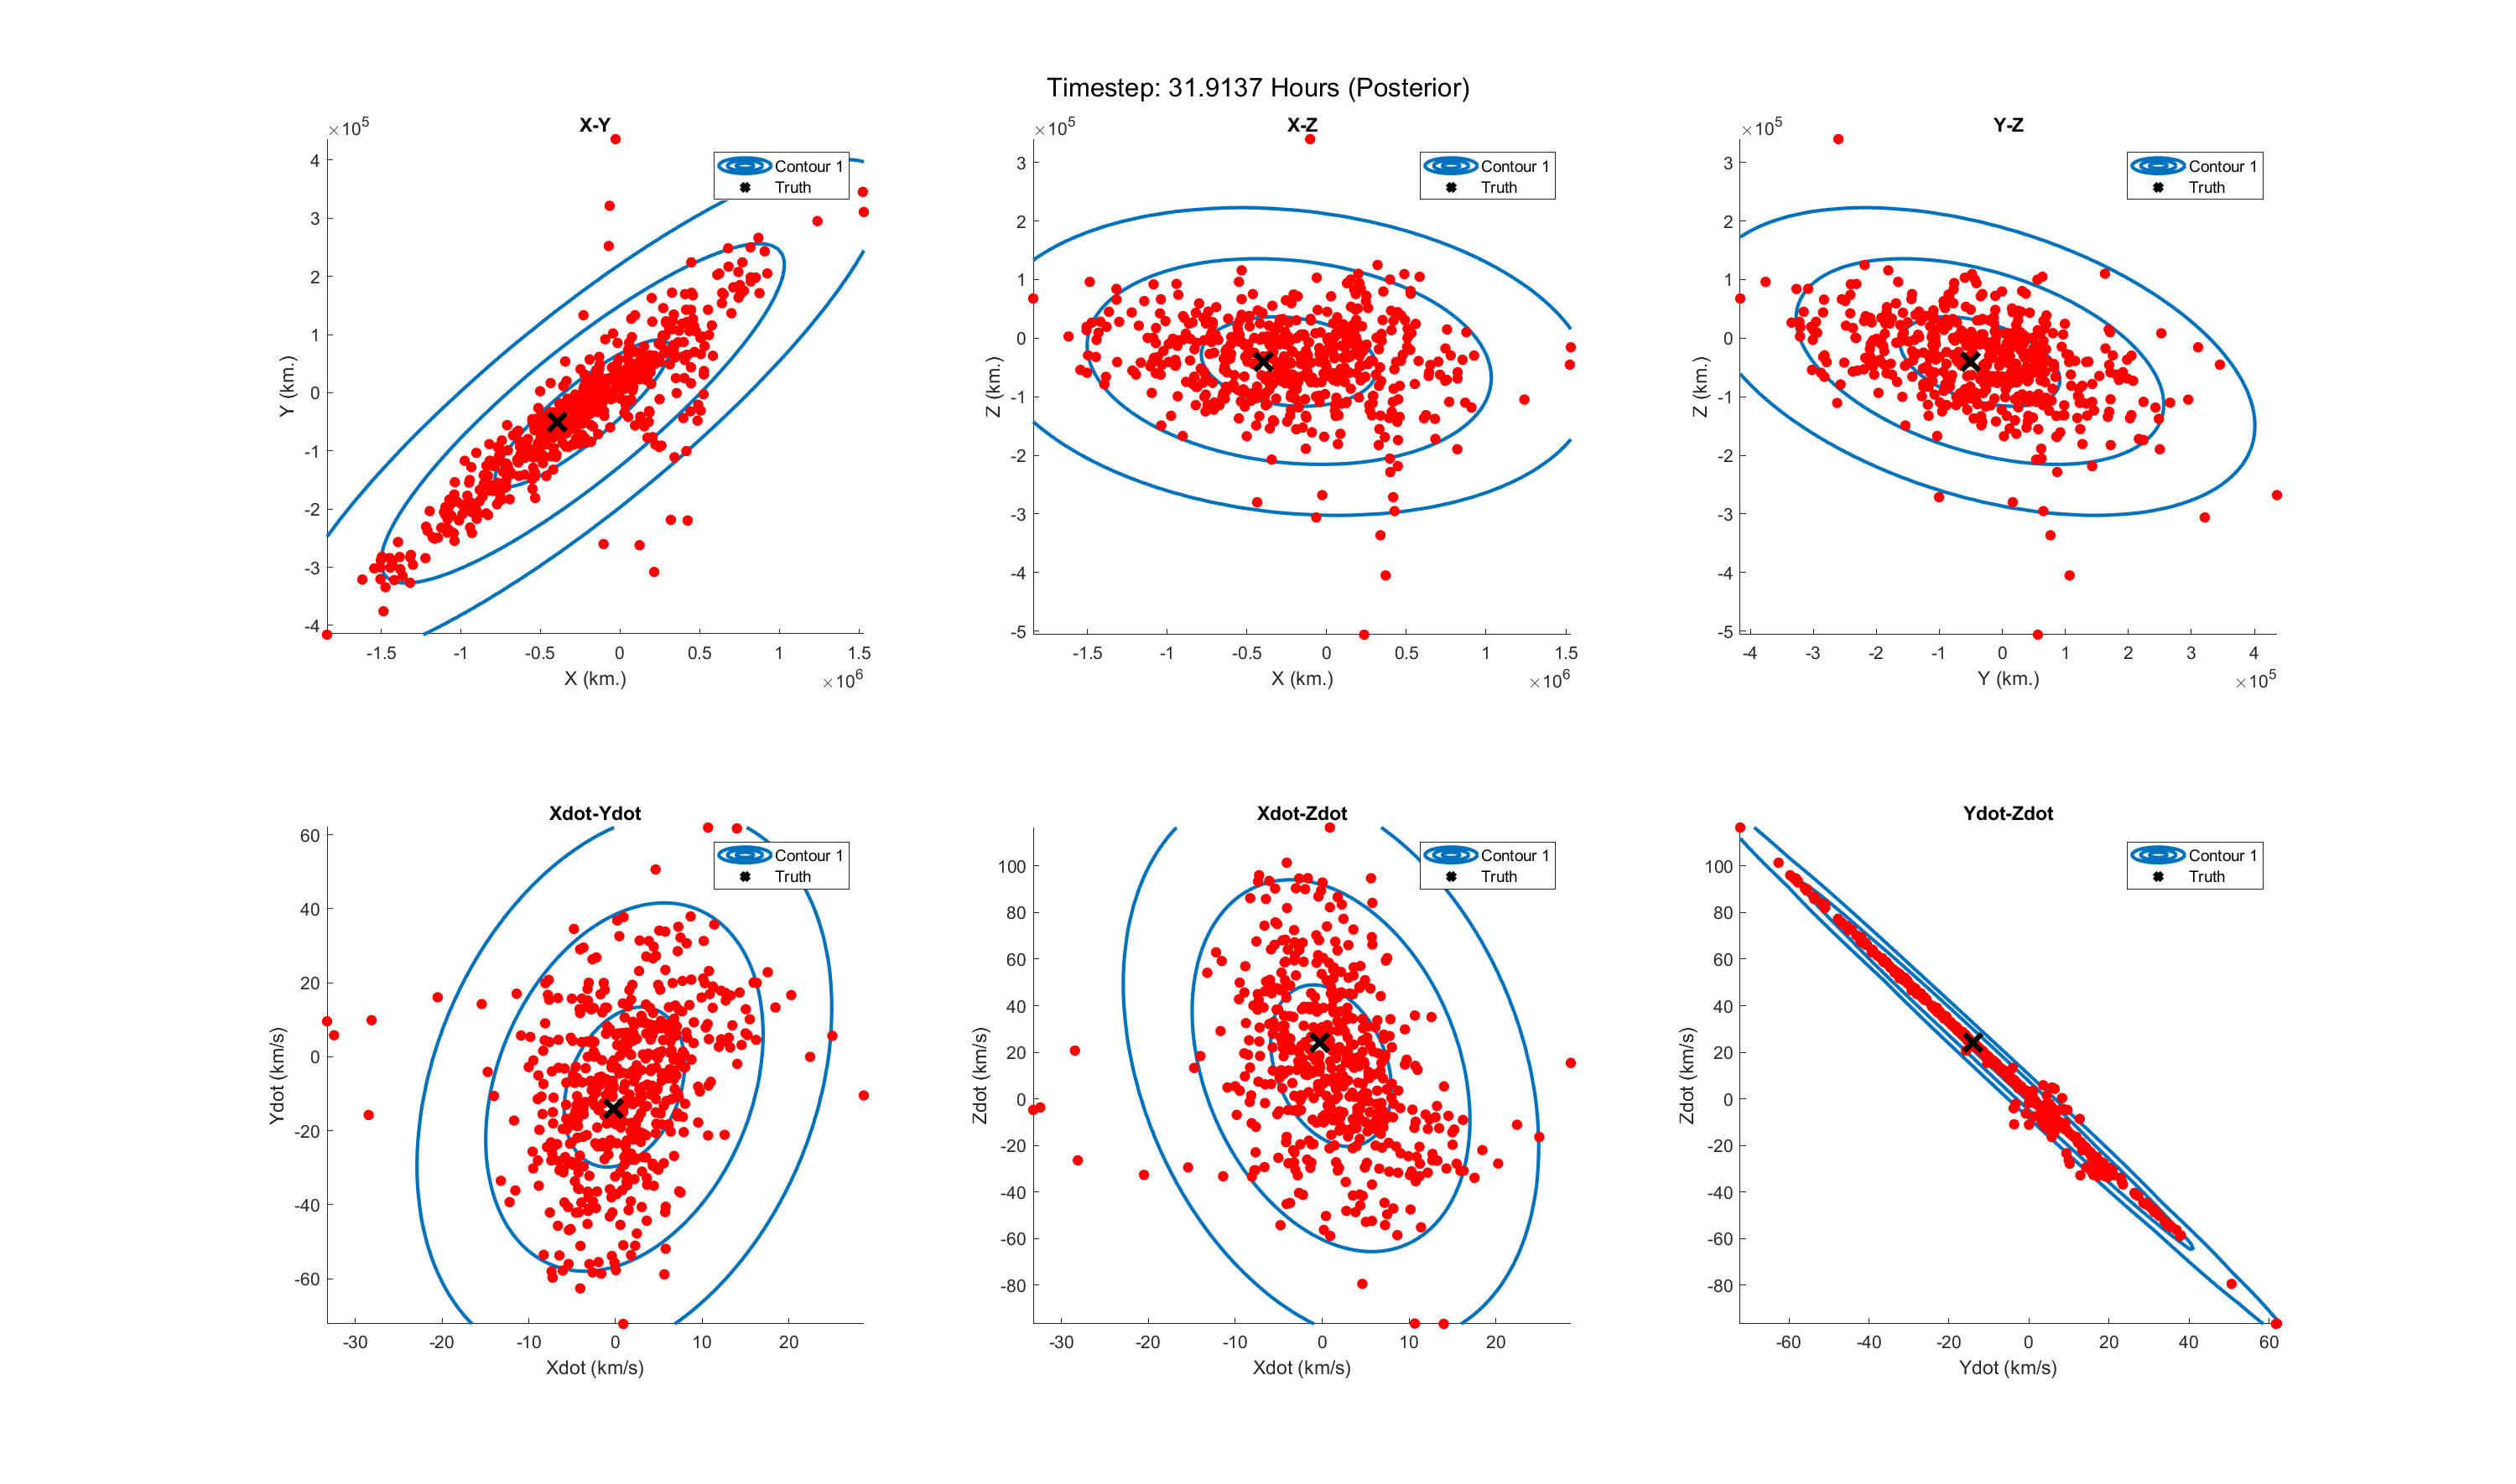 Timestep: 31.9137 Hours (Posterior)
X-Y
×10^5
Contour 1
Truth
4
3
2
1
0
-1
-2
-3
-4
Y (km.)
-1.5 -1 -0.5 0 0.5 1 1.5
X (km.)
×10^6
X-Z
×10^5
Contour 1
Truth
3
2
1
0
-1
-2
-3
-4
-5
Z (km.)
-1.5 -1 -0.5 0 0.5 1 1.5
X (km.)
×10^6
Y-Z
×10^5
Contour 1
Truth
3
2
1
0
-1
-2
-3
-4
-5
Z (km.)
-4 -3 -2 -1 0 1 2 3 4
Y (km.)
×10^5
Xdot-Ydot
Contour 1
Truth
60
40
20
0
-20
-40
-60
Ydot (km/s)
-30 -20 -10 0 10 20
Xdot (km/s)
Xdot-Zdot
Contour 1
Truth
100
80
60
40
20
0
-20
-40
-60
-80
Zdot (km/s)
-30 -20 -10 0 10 20
Xdot (km/s)
Ydot-Zdot
Contour 1
Truth
100
80
60
40
20
0
-20
-40
-60
-80
Zdot (km/s)
-60 -40 -20 0 20 40 60
Ydot (km/s)